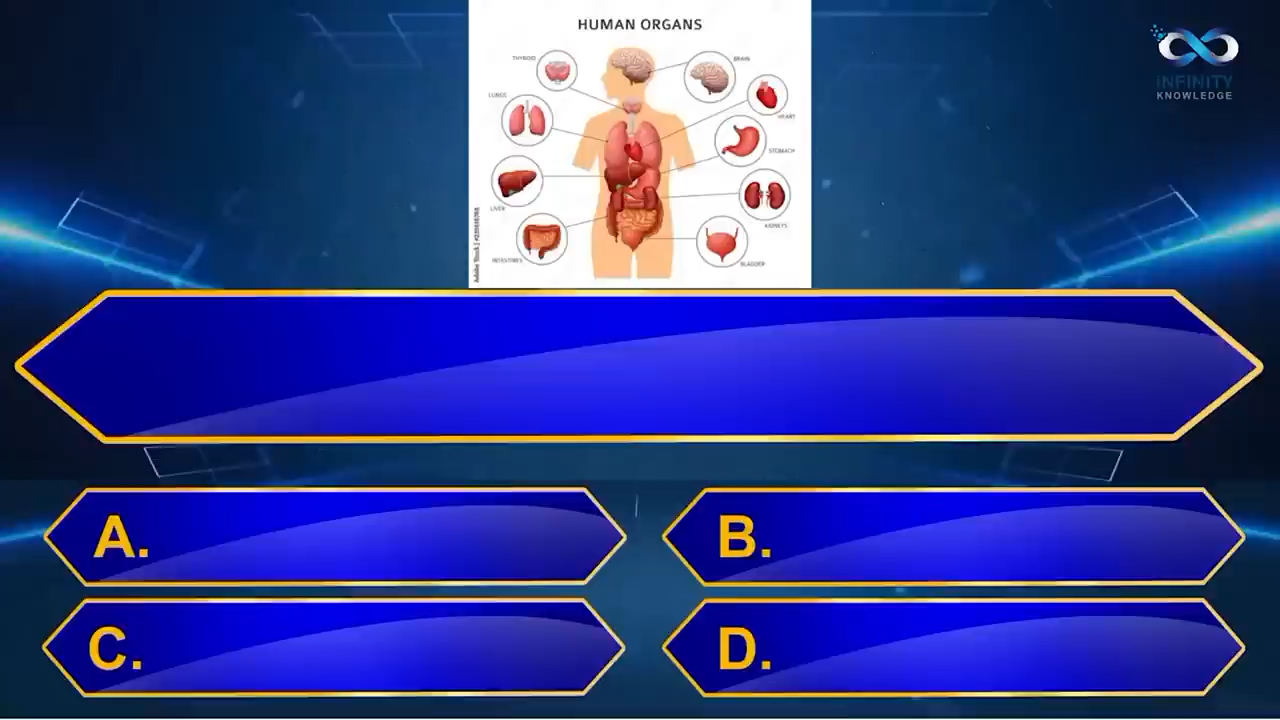 HUMAN ORGANS
THYROID
BRAIN
LUNGS
HEART
STOMACH
LIVER
KIDNEYS
INTESTINES
BLADDER
INFINITY
KNOWLEDGE
A.
B.
C.
D.